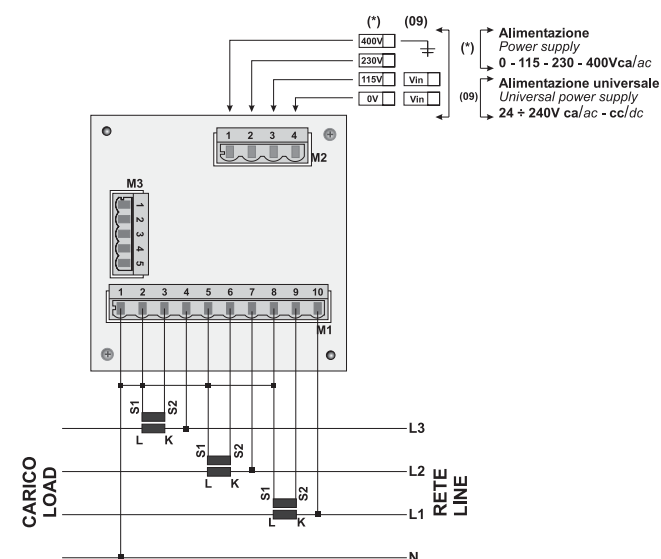 (*) (09)
400V
230V
115V Vin
0V Vin
(*) Alimentazione
Power supply
0 - 115 - 230 - 400Vca/ac
(09) Alimentazione universale
Universal power supply
24 ÷ 240V ca/ac - cc/dc
1 2 3 4
M2
M3
1
2
3
4
5
1 2 3 4 5 6 7 8 9 10
M1
S1 S2
L K
L3
S1 S2
L K
L2
S1 S2
L K
L1
N
CARICO
LOAD
RETE
LINE